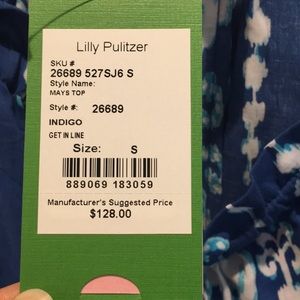 Lilly Pulitzer
SKU #
26689 527SJ6 S
Style Name:
MAYS TOP
Style #: 26689
INDIGO
GET IN LINE
Size: S
889069 183059
Manufacturer's Suggested Price
$128.00